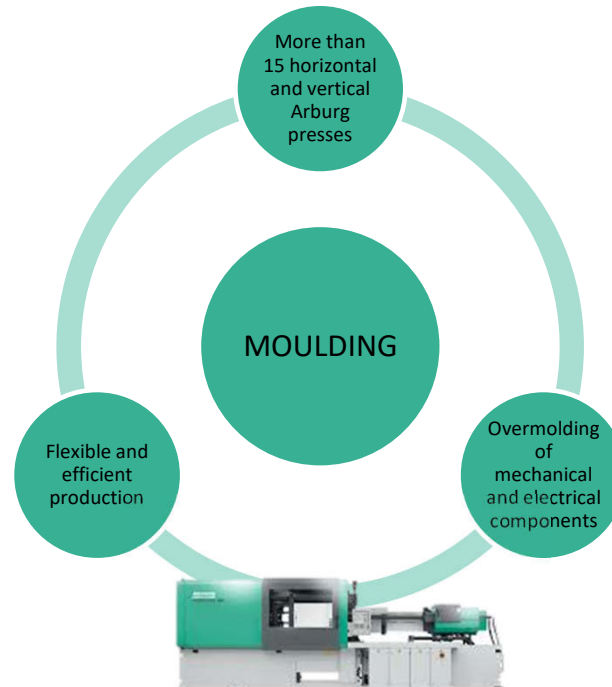 More than
15 horizontal
and vertical
Arburg
presses
MOULDING
Flexible and
efficient
production
Overmolding
of
mechanical
and electrical
components